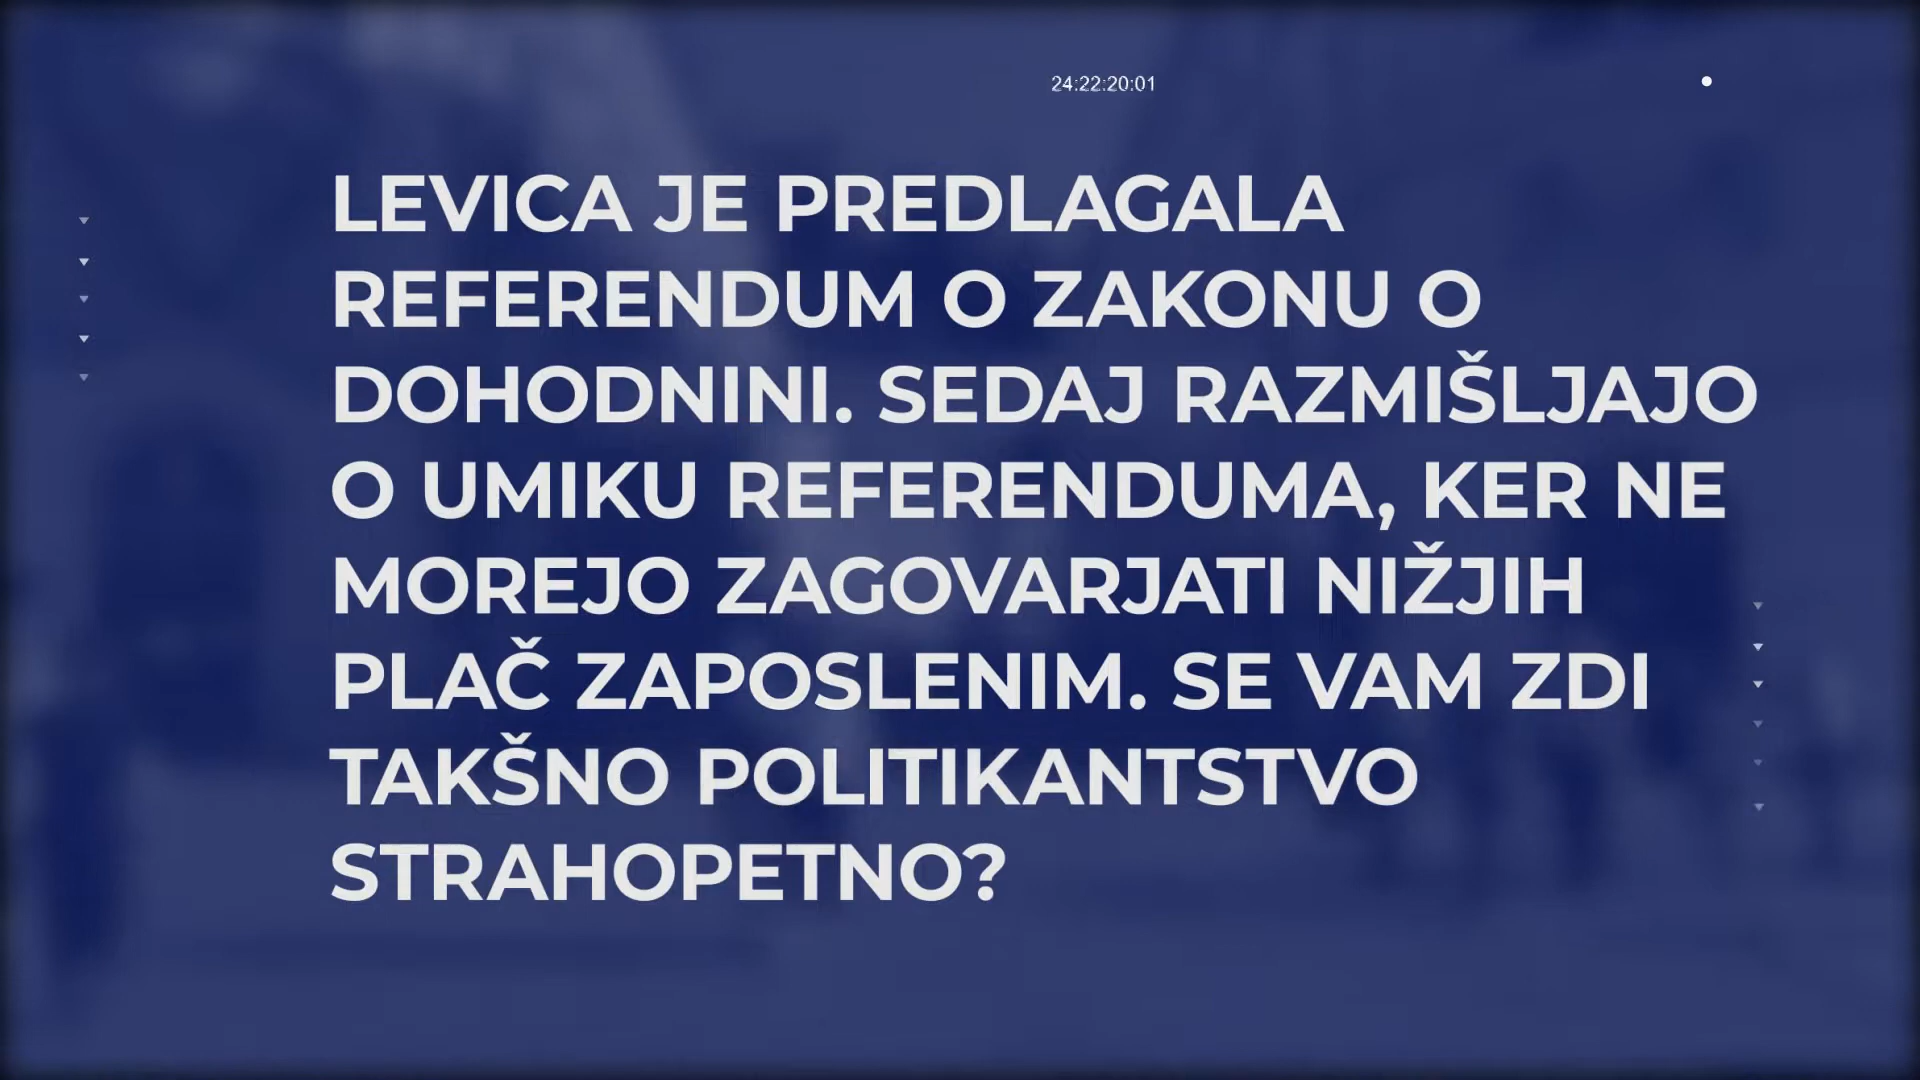 24:22:20:01
LEVICA JE PREDLAGALA
REFERENDUM O ZAKONU O
DOHODNINI. SEDAJ RAZMIŠLJAJO
O UMIKU REFERENDUMA, KER NE
MOREJO ZAGOVARJATI NIŽJIH
PLAČ ZAPOSLENIM. SE VAM ZDI
TAKŠNO POLITIKANTSTVO
STRAHOPETNO?